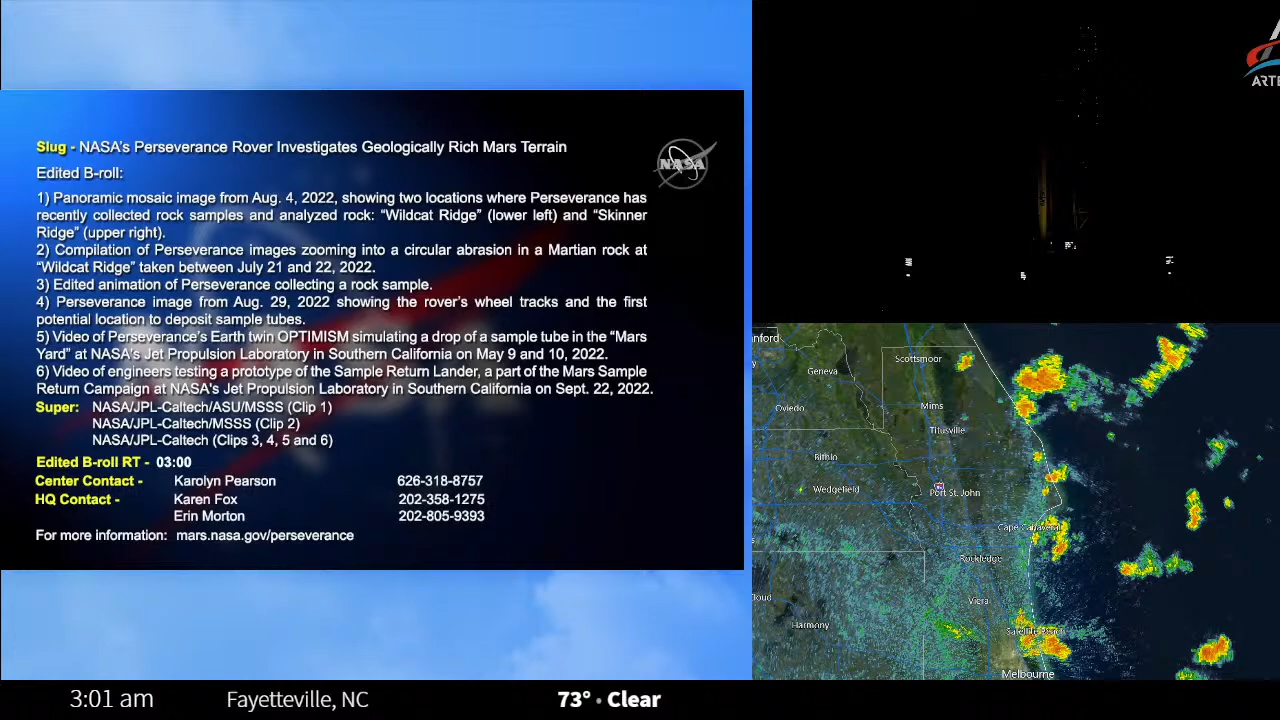 Slug - NASA's Perseverance Rover Investigates Geologically Rich Mars Terrain
NASA
Edited B-roll:
1) Panoramic mosaic image from Aug. 4, 2022, showing two locations where Perseverance has
recently collected rock samples and analyzed rock: “Wildcat Ridge” (lower left) and “Skinner
Ridge” (upper right).
2) Compilation of Perseverance images zooming into a circular abrasion in a Martian rock at
“Wildcat Ridge” taken between July 21 and 22, 2022.
3) Edited animation of Perseverance collecting a rock sample.
4) Perseverance image from Aug. 29, 2022 showing the rover's wheel tracks and the first
potential location to deposit sample tubes.
5) Video of Perseverance's Earth twin OPTIMISM simulating a drop of a sample tube in the “Mars
Yard” at NASA's Jet Propulsion Laboratory in Southern California on May 9 and 10, 2022.
6) Video of engineers testing a prototype of the Sample Return Lander, a part of the Mars Sample
Return Campaign at NASA's Jet Propulsion Laboratory in Southern California on Sept. 22, 2022.
Super: NASA/JPL-Caltech/ASU/MSSS (Clip 1)
NASA/JPL-Caltech/MSSS (Clip 2)
NASA/JPL-Caltech (Clips 3, 4, 5 and 6)
Edited B-roll RT - 03:00
Center Contact - Karolyn Pearson 626-318-8757
HQ Contact - Karen Fox 202-358-1275
Erin Morton 202-805-9393
For more information: mars.nasa.gov/perseverance
ARTE
nford
Scottsmoor
Geneva
Oviedo
Mims
Titusville
Bithlo
Wedgefield
Port St. John
Cape Canaveral
Rockledge
Viera
loud
Harmony
Satellite Beach
Melbourne
3:01 am Fayetteville, NC 73° • Clear